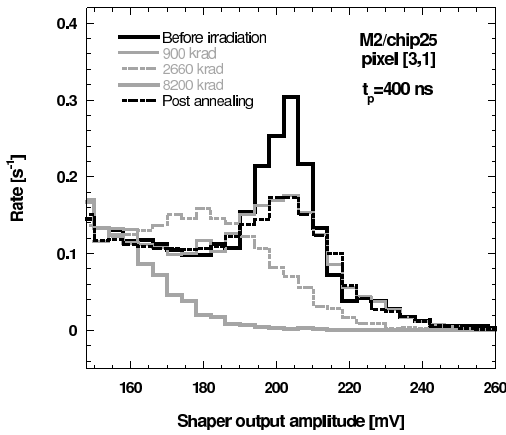 0.4
0.3
0.2
0.1
0
Rate [s-1]
Before irradiation
900 krad
2660 krad
8200 krad
Post annealing
M2/chip25
pixel [3,1]
tp=400 ns
160 180 200 220 240 260
Shaper output amplitude [mV]